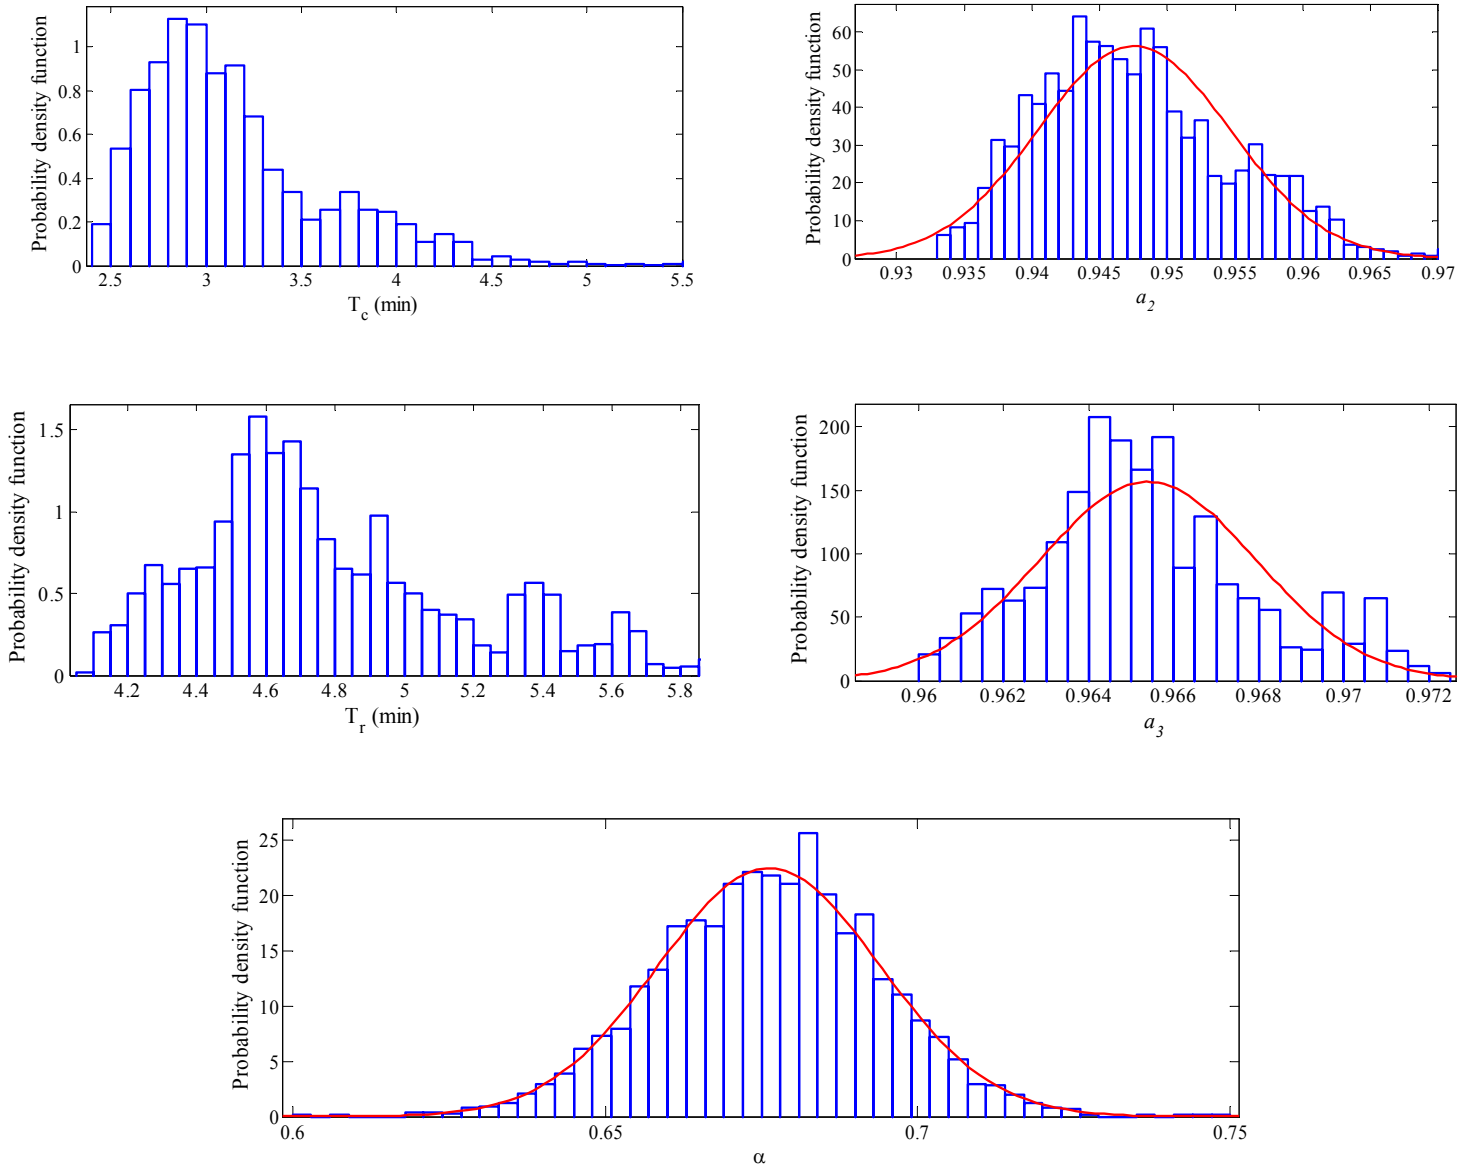 Probability density function
1
0.8
0.6
0.4
0.2
0
2.5 3 3.5 4 4.5 5 5.5
T_c (min)
Probability density function
60
50
40
30
20
10
0
0.93 0.935 0.94 0.945 0.95 0.955 0.96 0.965 0.97
a_2
Probability density function
1.5
1
0.5
0
4.2 4.4 4.6 4.8 5 5.2 5.4 5.6 5.8
T_r (min)
Probability density function
200
150
100
50
0
0.96 0.962 0.964 0.966 0.968 0.97 0.972
a_3
Probability density function
25
20
15
10
5
0
0.6 0.65 0.7 0.75
α